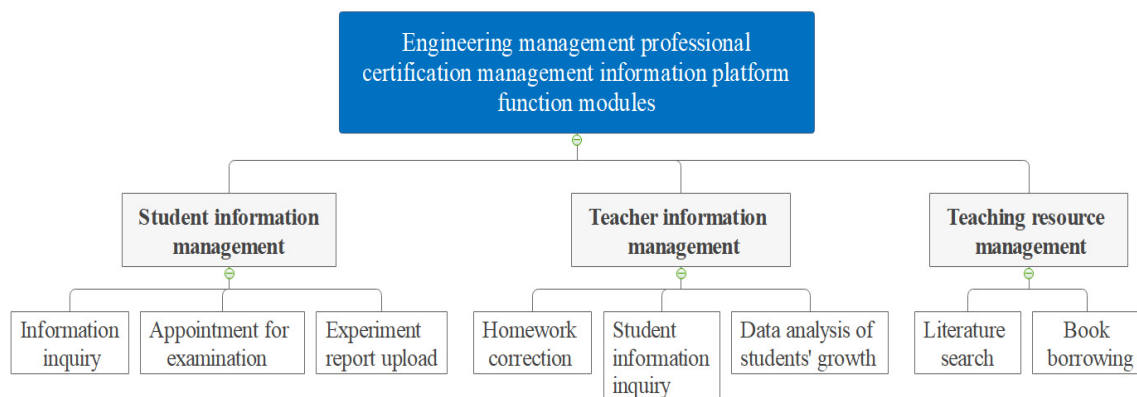 Engineering management professional
certification management information platform
function modules
Student information
management
Teacher information
management
Teaching resource
management
Information
inquiry
Appointment for
examination
Experiment
report upload
Homework
correction
Student
information
inquiry
Data analysis of
students' growth
Literature
search
Book
borrowing